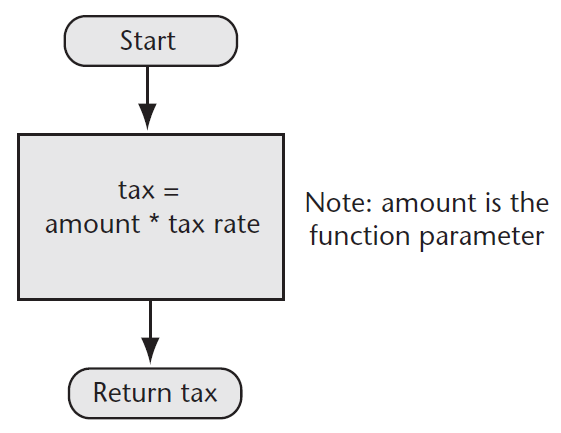 Start
tax =
amount * tax rate
Note: amount is the
function parameter
Return tax